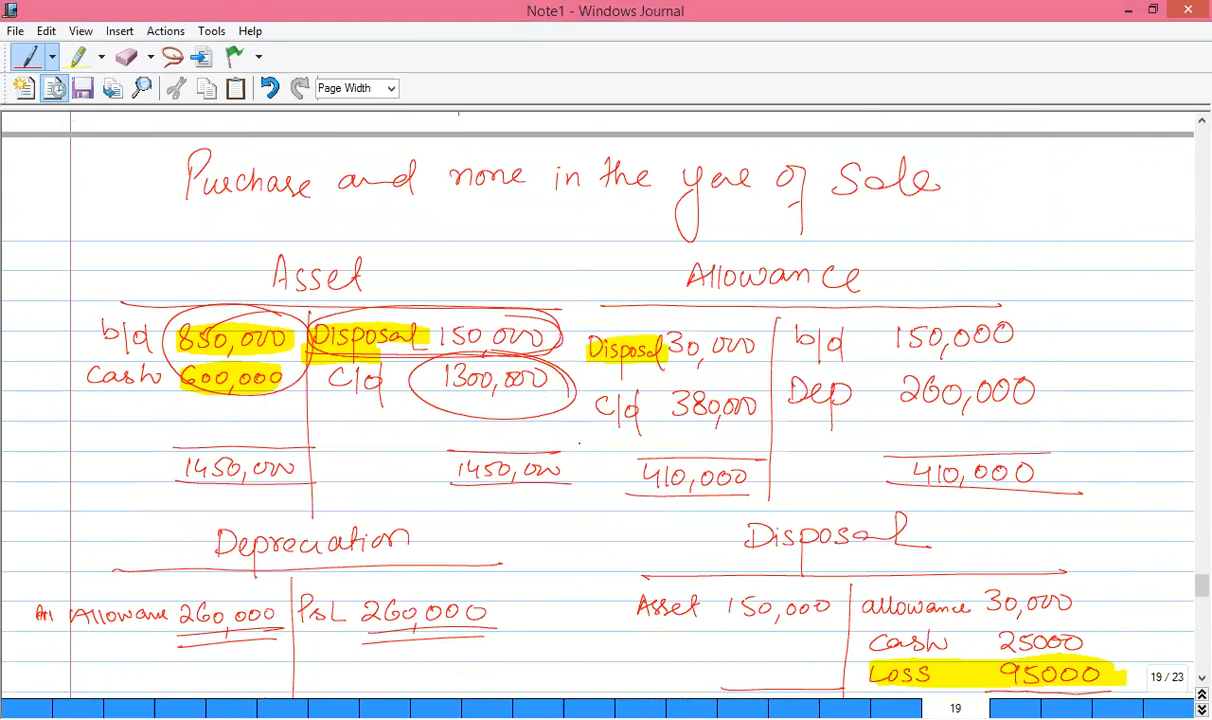 Note1 - Windows Journal
File Edit View Insert Actions Tools Help
Page Width
Purchase and none in the year of Sale
Asset
b/d 850,000 Disposal 150,000
Cash 600,000 c/d 1300,000
1450,000 1450,000
Allowance
Disposal 30,000 b/d 150,000
c/d 380,000 Dep 260,000
410,000 410,000
Depreciation
Allowance 260,000 P&L 260,000
Disposal
Asset 150,000 allowance 30,000
Cash 25000
Loss 95000
19 / 23
19